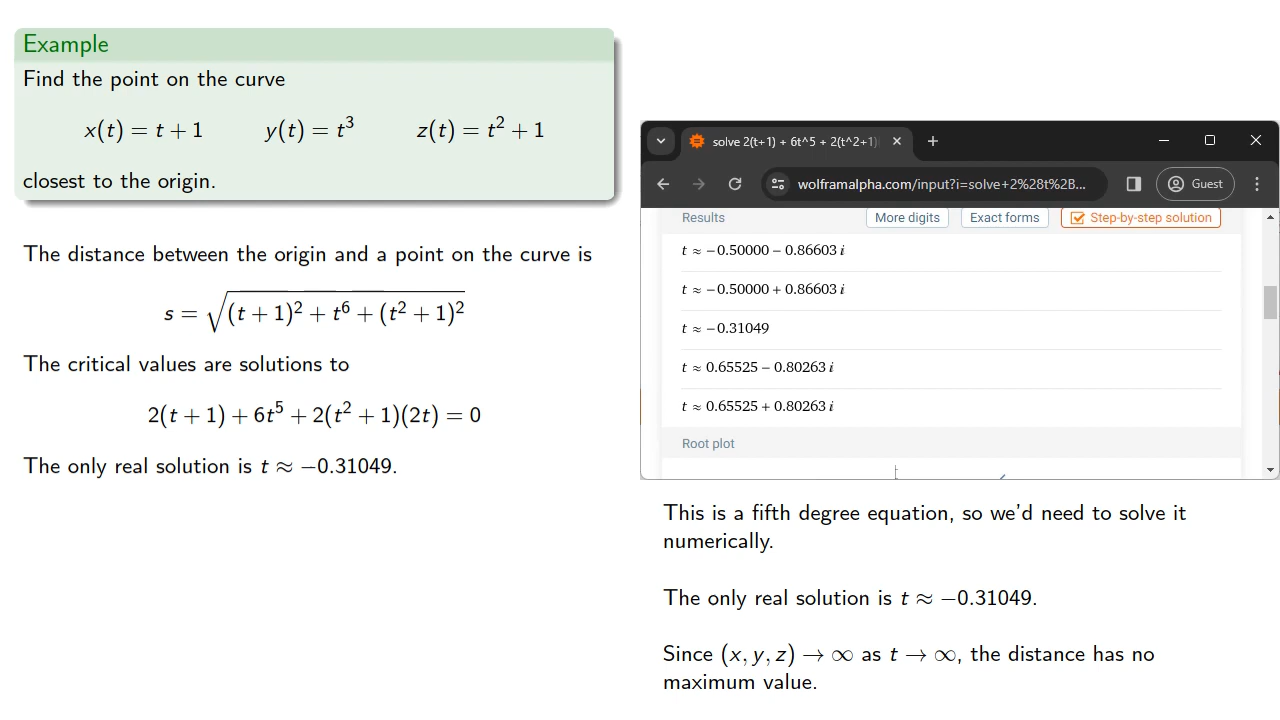 Example
Find the point on the curve
x(t) = t + 1 y(t) = t³ z(t) = t² + 1
closest to the origin.
The distance between the origin and a point on the curve is
s = √((t + 1)² + t⁶ + (t² + 1)²)
The critical values are solutions to
2(t + 1) + 6t⁵ + 2(t² + 1)(2t) = 0
The only real solution is t ≈ −0.31049.
solve 2(t+1) + 6t^5 + 2(t^2+1)
wolframalpha.com/input?i=solve+2%28t%2B...
Guest
Results
More digits
Exact forms
Step-by-step solution
t ≈ −0.50000 − 0.86603 i
t ≈ −0.50000 + 0.86603 i
t ≈ −0.31049
t ≈ 0.65525 − 0.80263 i
t ≈ 0.65525 + 0.80263 i
Root plot
This is a fifth degree equation, so we'd need to solve it
numerically.
The only real solution is t ≈ −0.31049.
Since (x, y, z) → ∞ as t → ∞, the distance has no
maximum value.